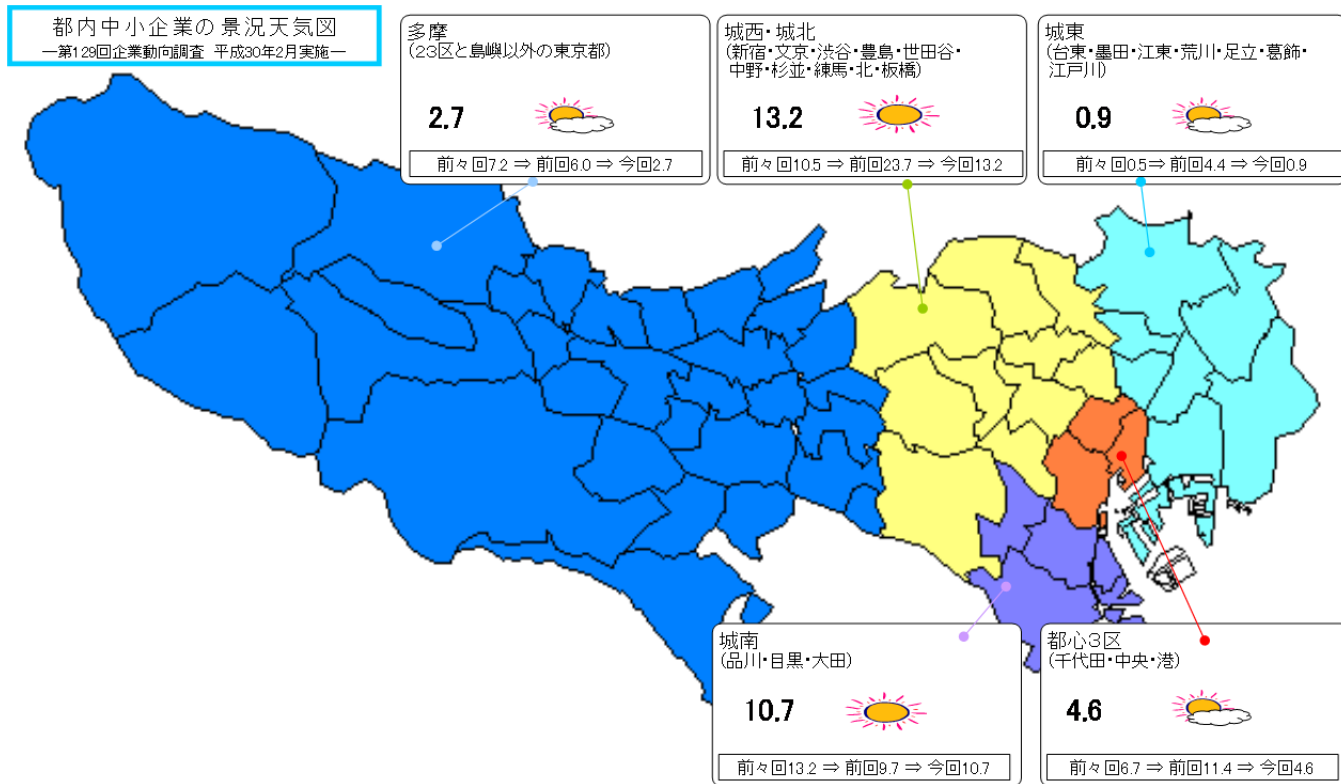 都内中小企業の景況天気図
―第129回企業動向調査 平成30年2月実施―
多摩
(23区と島嶼以外の東京都)
2.7
前々回7.2 ⇒ 前回6.0 ⇒ 今回2.7
城西・城北
(新宿・文京・渋谷・豊島・世田谷・
中野・杉並・練馬・北・板橋)
13.2
前々回10.5 ⇒ 前回23.7 ⇒ 今回13.2
城東
(台東・墨田・江東・荒川・足立・葛飾・
江戸川)
0.9
前々回0.5⇒ 前回4.4 ⇒ 今回0.9
城南
(品川・目黒・大田)
10.7
前々回13.2 ⇒ 前回9.7 ⇒ 今回10.7
都心3区
(千代田・中央・港)
4.6
前々回6.7 ⇒ 前回11.4 ⇒ 今回4.6